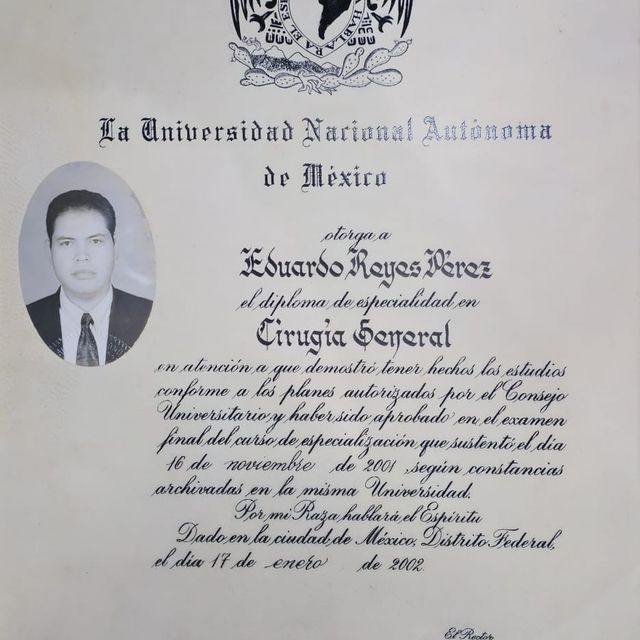 HABLARA EL ES
La Universidad Nacional Autónoma
de México
otorga a
Eduardo Reyes Pérez
el diploma de especialidad en
Cirugía General
en atención a que demostró tener hechos los estudios
conforme a los planes autorizados por el Consejo
Universitario y haber sido aprobado en el examen
final del curso de especialización que sustentó el día
16 de noviembre de 2001, según constancias
archivadas en la misma Universidad.
Por mi Raza hablará el Espíritu
Dado en la ciudad de México, Distrito Federal,
el día 17 de enero de 2002.
El Rector